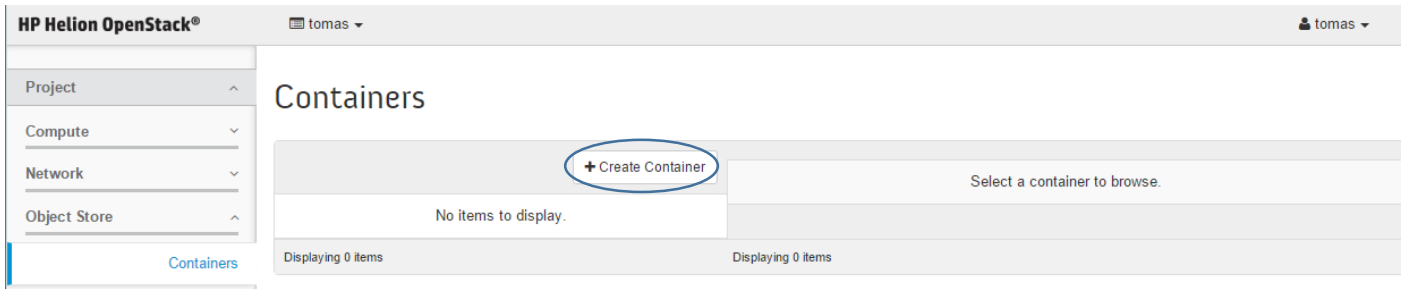 HP Helion OpenStack®
tomas
tomas
Project
Compute
Network
Object Store
Containers
Containers
+ Create Container
No items to display.
Displaying 0 items
Select a container to browse.
Displaying 0 items